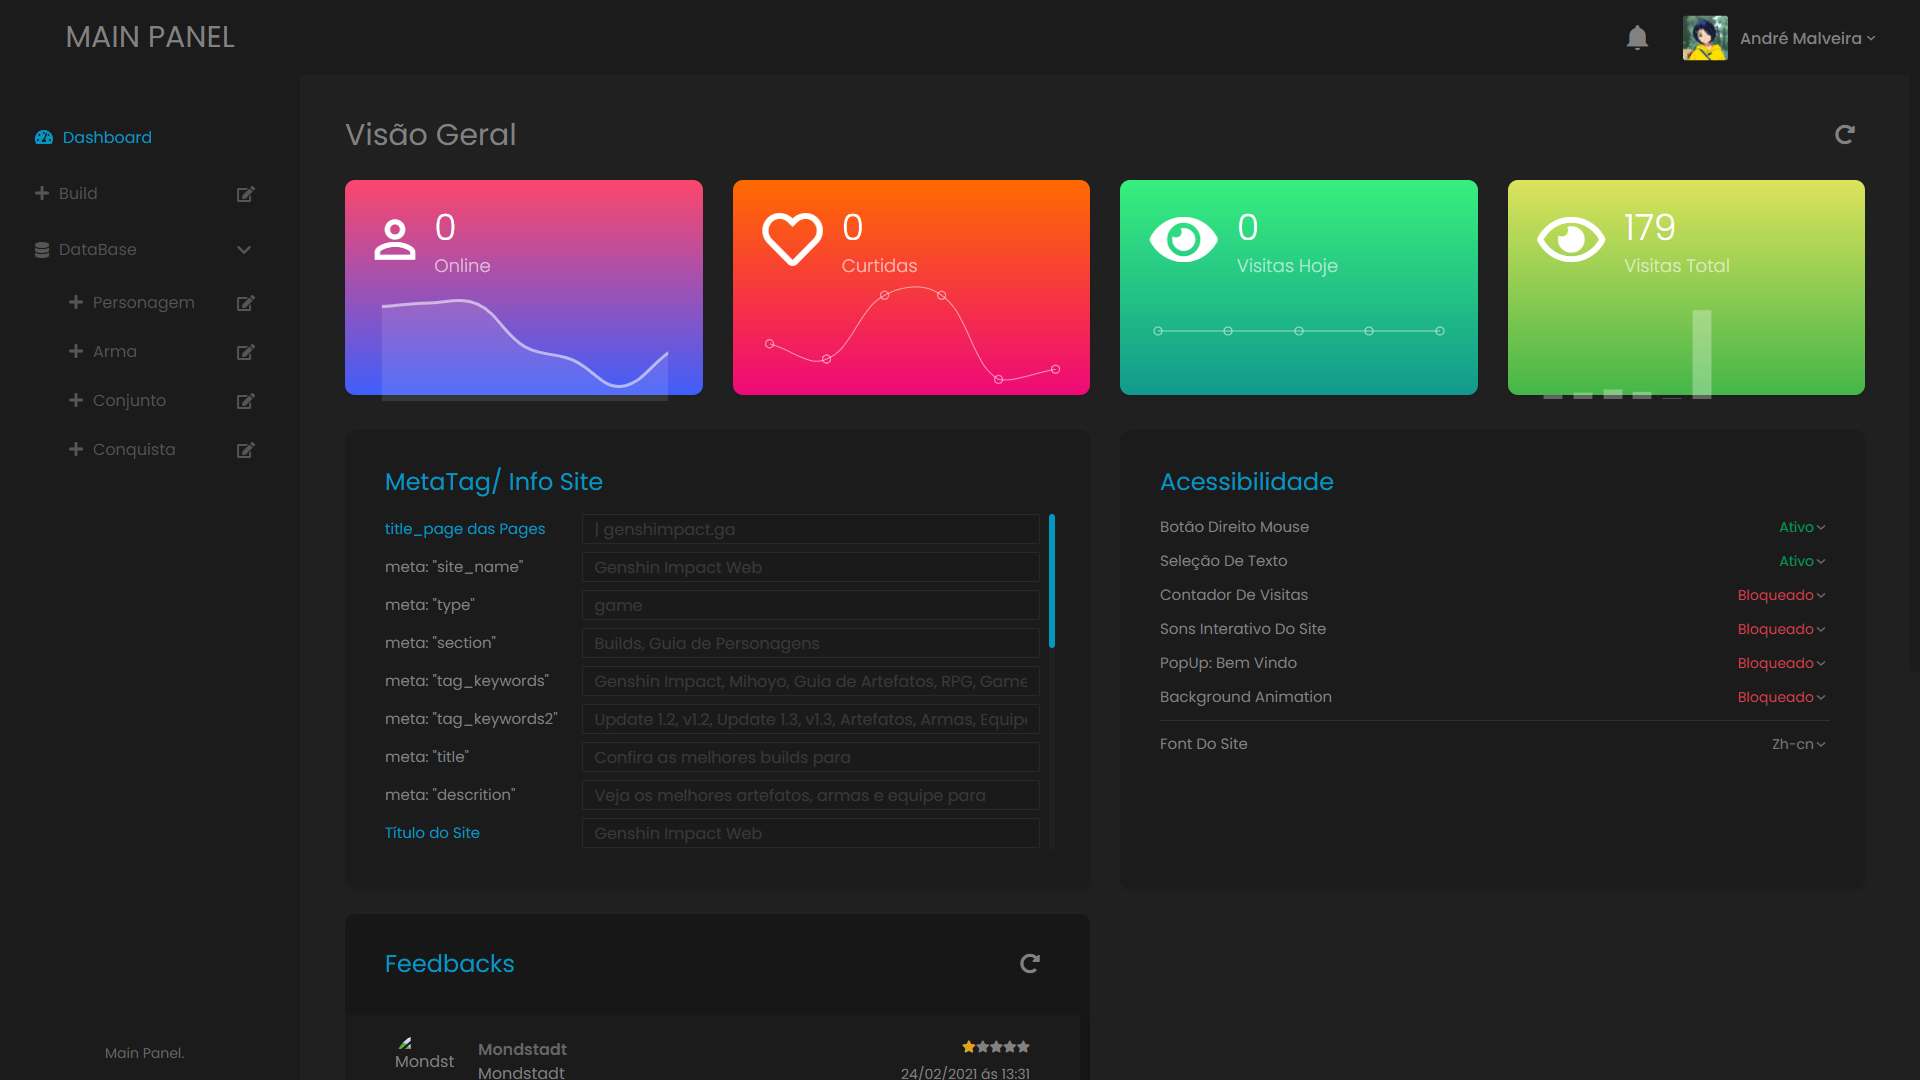 MAIN PANEL
André Malveira
Dashboard
Build
DataBase
Personagem
Arma
Conjunto
Conquista
Main Panel.
Visão Geral
0
Online
0
Curtidas
0
Visitas Hoje
179
Visitas Total
MetaTag/ Info Site
title_page das Pages
| genshimpact.ga
meta: "site_name"
Genshin Impact Web
meta: "type"
game
meta: "section"
Builds, Guia de Personagens
meta: "tag_keywords"
Genshin Impact, Mihoyo, Guia de Artefatos, RPG, Game
meta: "tag_keywords2"
Update 1.2, v1.2, Update 1.3, v1.3, Artefatos, Armas, Equipe
meta: "title"
Confira as melhores builds para
meta: "descrition"
Veja os melhores artefatos, armas e equipe para
Título do Site
Genshin Impact Web
Acessibilidade
Botão Direito Mouse
Ativo
Seleção De Texto
Ativo
Contador De Visitas
Bloqueado
Sons Interativo Do Site
Bloqueado
PopUp: Bem Vindo
Bloqueado
Background Animation
Bloqueado
Font Do Site
Zh-cn
Feedbacks
Mondst
Mondstadt
Mondstadt
24/02/2021 ás 13:31